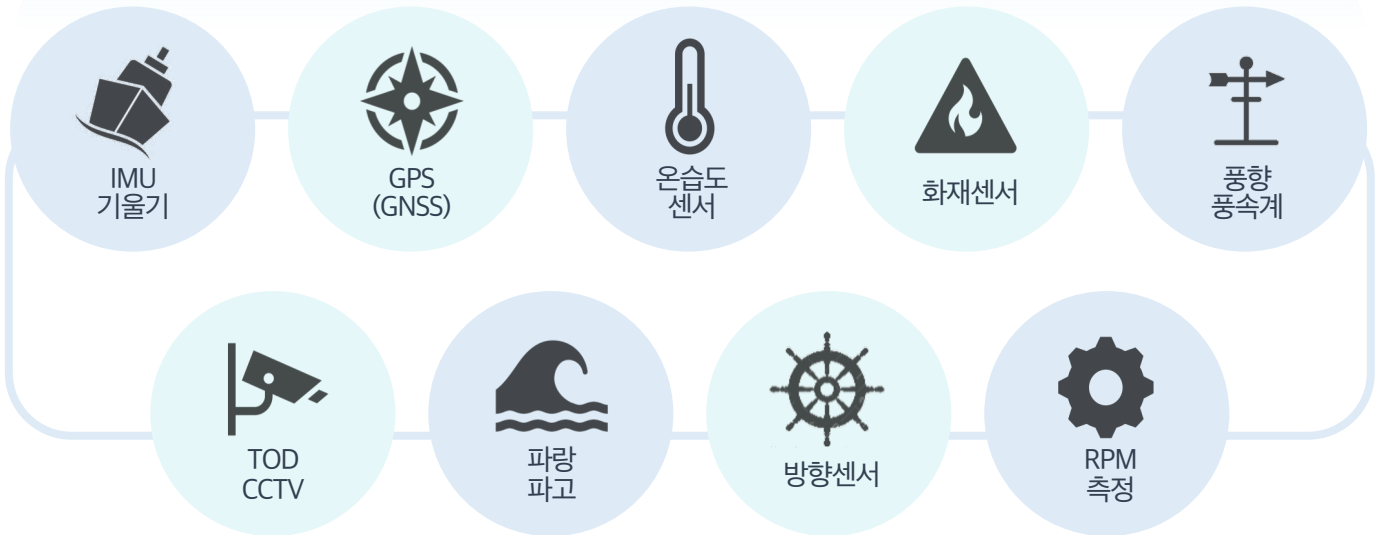 IMU
기울기
GPS
(GNSS)
온습도
센서
화재센서
풍향
풍속계
TOD
CCTV
파랑
파고
방향센서
RPM
측정